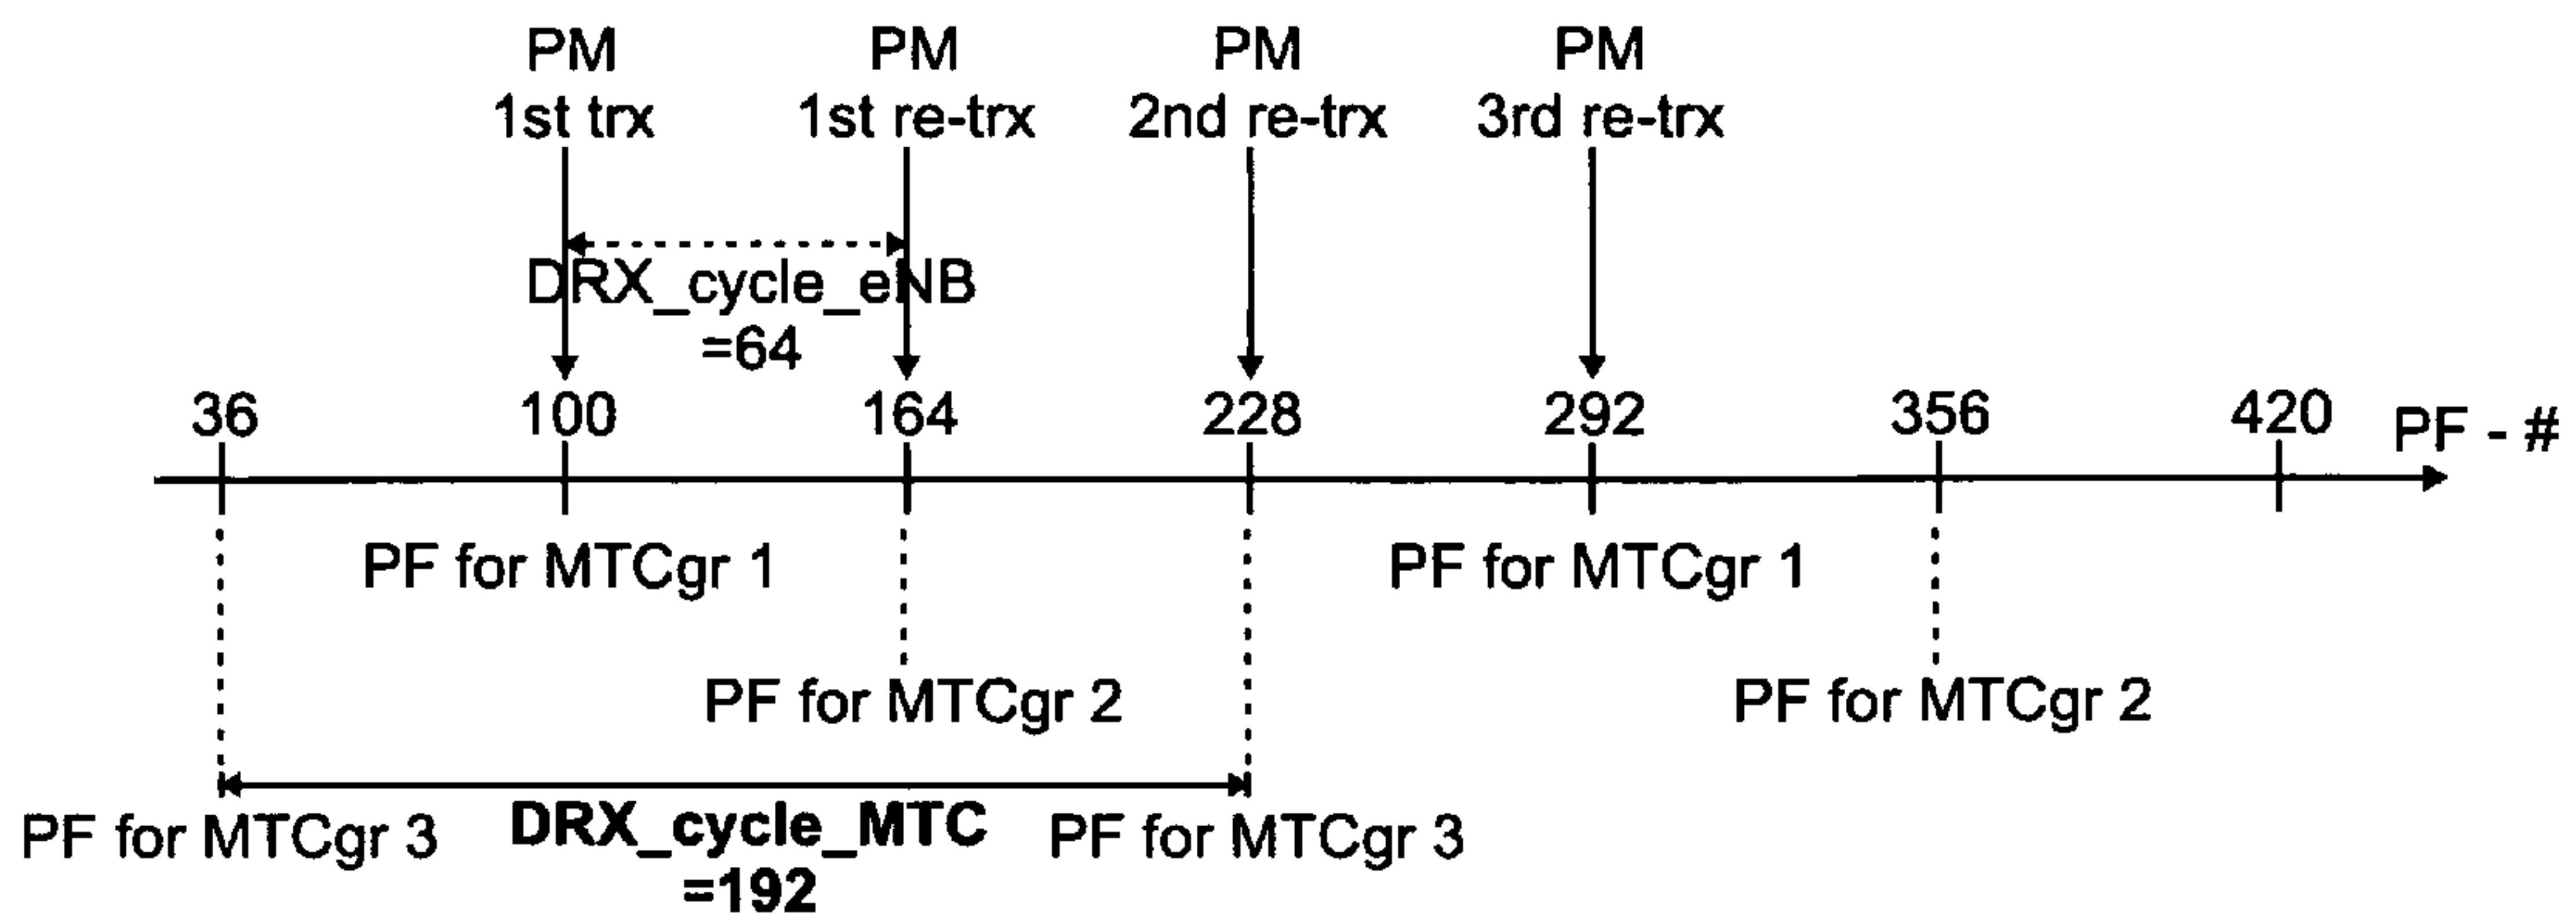 PM
1st trx
PM
1st re-trx
PM
2nd re-trx
PM
3rd re-trx
DRX_cycle_eNB
=64
36
100
164
228
292
356
420
PF - #
PF for MTCgr 1
PF for MTCgr 1
PF for MTCgr 2
PF for MTCgr 2
PF for MTCgr 3
DRX_cycle_MTC
=192
PF for MTCgr 3